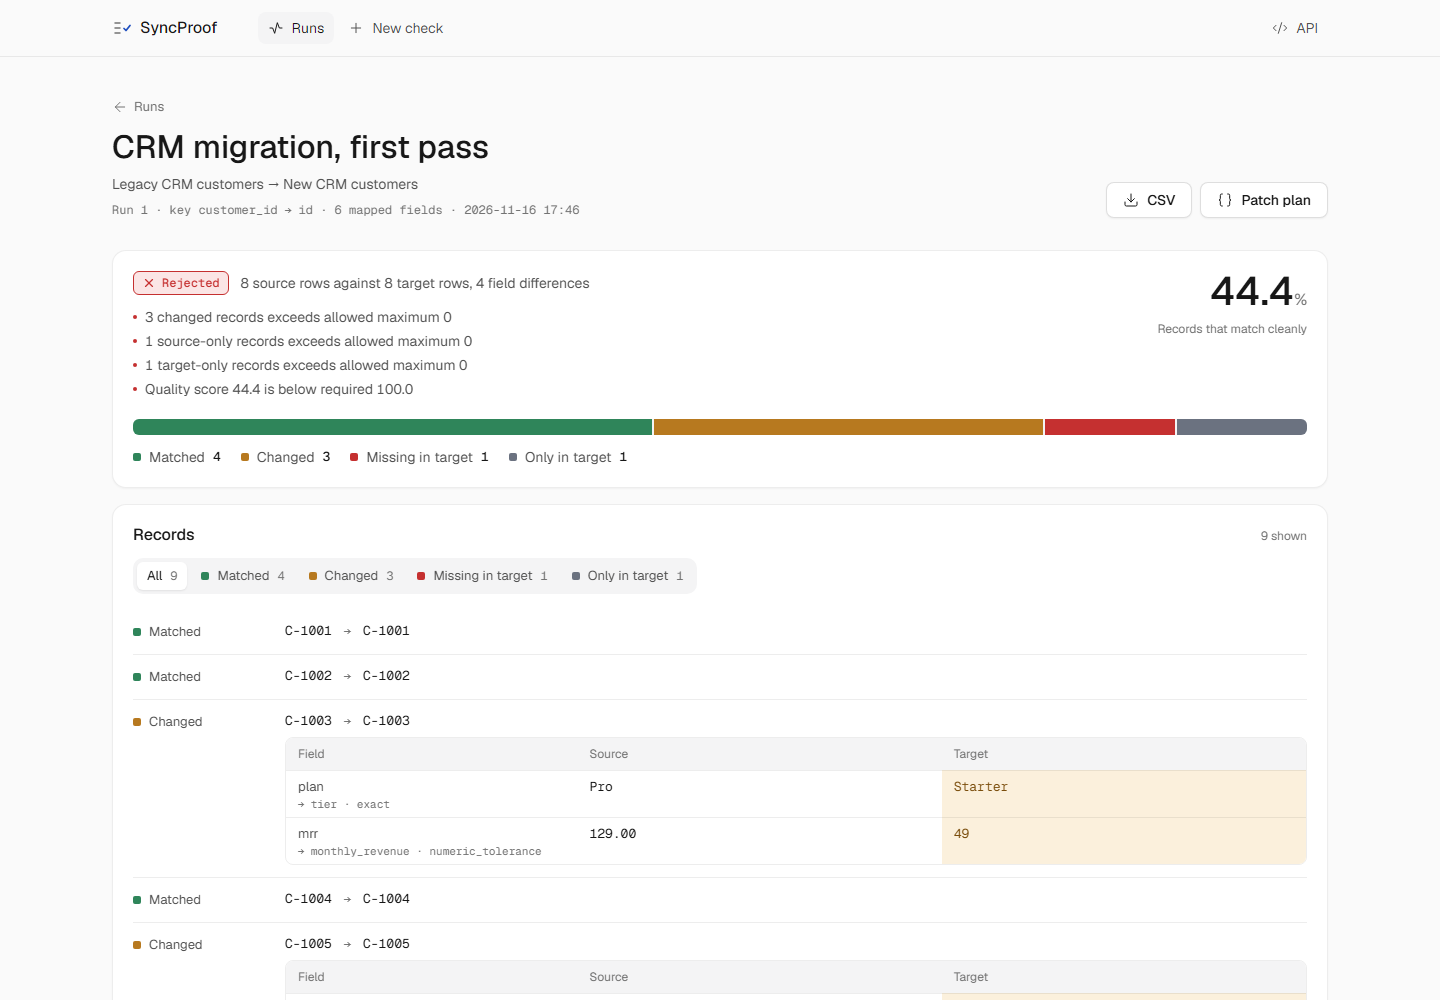 SyncProof
Runs
New check
API
← Runs
CRM migration, first pass
Legacy CRM customers → New CRM customers
Run 1 · key customer_id → id · 6 mapped fields · 2026-11-16 17:46
CSV
Patch plan
Rejected
8 source rows against 8 target rows, 4 field differences
44.4%
Records that match cleanly
• 3 changed records exceeds allowed maximum 0
• 1 source-only records exceeds allowed maximum 0
• 1 target-only records exceeds allowed maximum 0
• Quality score 44.4 is below required 100.0
Matched 4 Changed 3 Missing in target 1 Only in target 1
Records
9 shown
All 9 Matched 4 Changed 3 Missing in target 1 Only in target 1
Matched C-1001 → C-1001
Matched C-1002 → C-1002
Changed C-1003 → C-1003
Field Source Target
plan Pro Starter
→ tier · exact
mrr 129.00 49
→ monthly_revenue · numeric_tolerance
Matched C-1004 → C-1004
Changed C-1005 → C-1005
Field Source Target